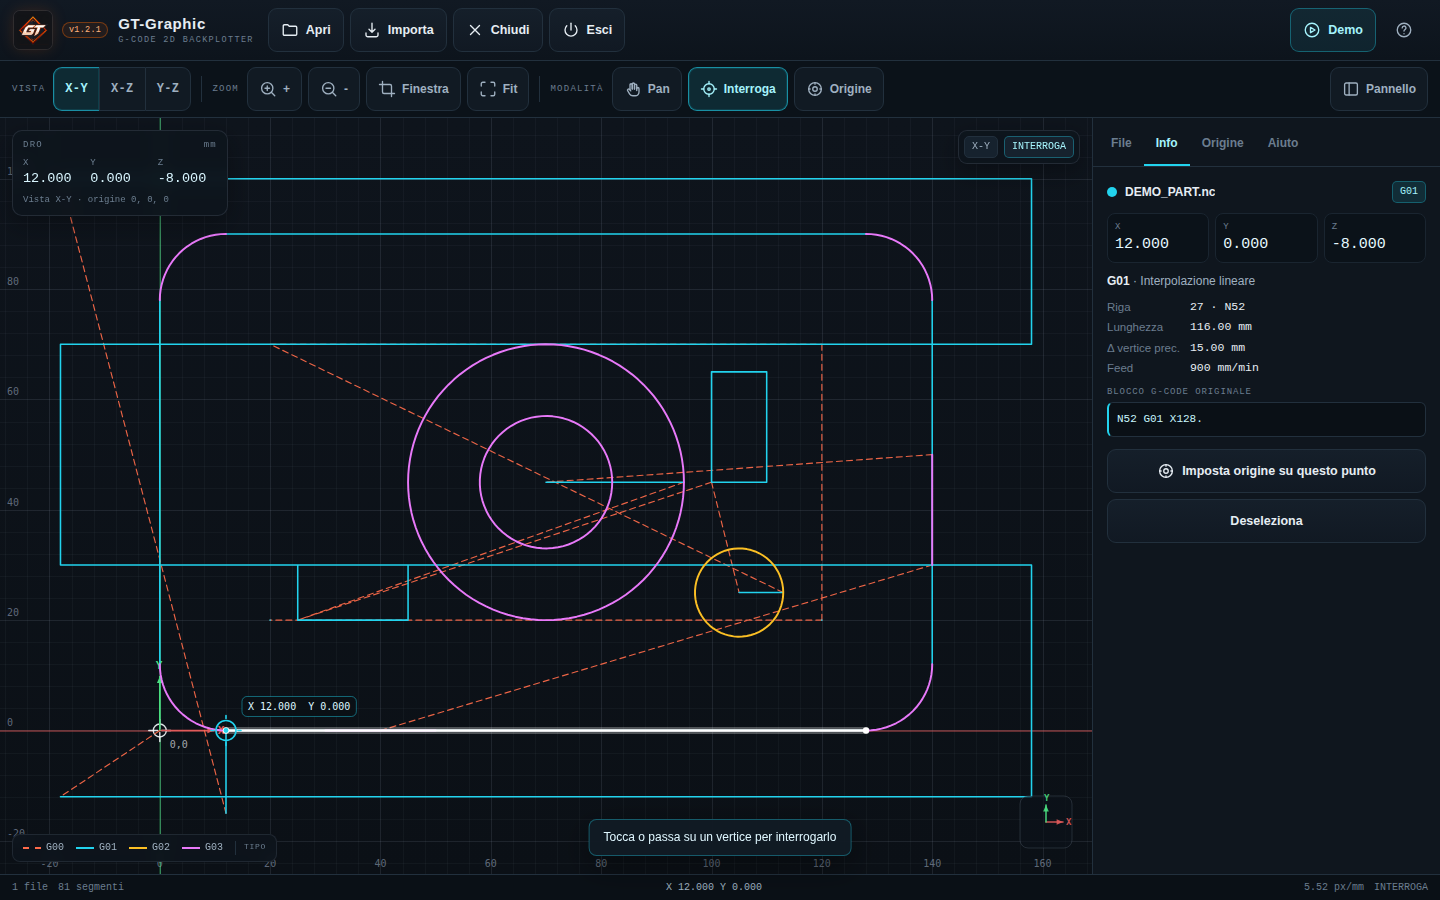 GT v1.2.1 GT-Graphic
G-CODE 2D BACKPLOTTER
Apri Importa Chiudi Esci Demo
VISTA X-Y X-Z Y-Z ZOOM + - Finestra Fit MODALITÀ Pan Interroga Origine Pannello
DRO mm
X Y Z
12.000 0.000 -8.000
Vista X-Y · origine 0, 0, 0
X-Y INTERROGA
80
60
40
20
0
-20
Y
X 12.000 Y 0.000
0,0
Tocca o passa su un vertice per interrogarlo
Y
X
G00 G01 G02 G03 TIPO
-20 0 20 40 60 80 100 120 140 160
File Info Origine Aiuto
DEMO_PART.nc G01
X Y Z
12.000 0.000 -8.000
G01 · Interpolazione lineare
Riga 27 · N52
Lunghezza 116.00 mm
Δ vertice prec. 15.00 mm
Feed 900 mm/min
BLOCCO G-CODE ORIGINALE
N52 G01 X128.
Imposta origine su questo punto
Deseleziona
1 file 81 segmenti X 12.000 Y 0.000 5.52 px/mm INTERROGA